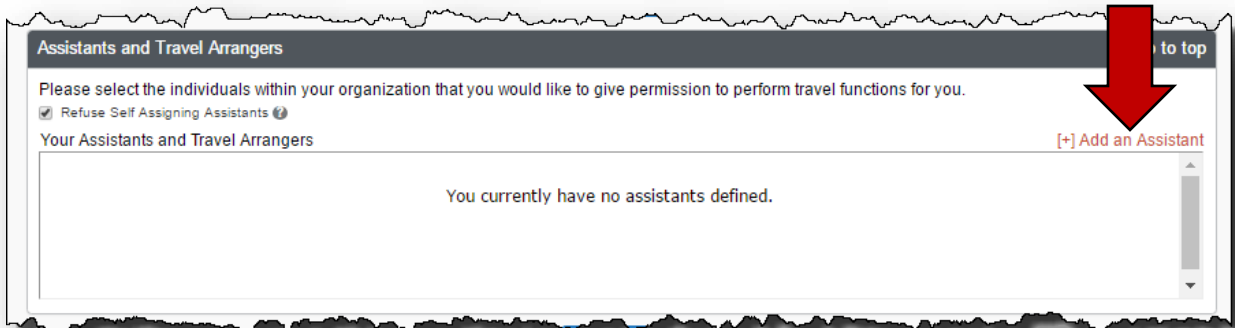 Assistants and Travel Arrangers
to top
Please select the individuals within your organization that you would like to give permission to perform travel functions for you.
Refuse Self Assigning Assistants
Your Assistants and Travel Arrangers [+] Add an Assistant
You currently have no assistants defined.